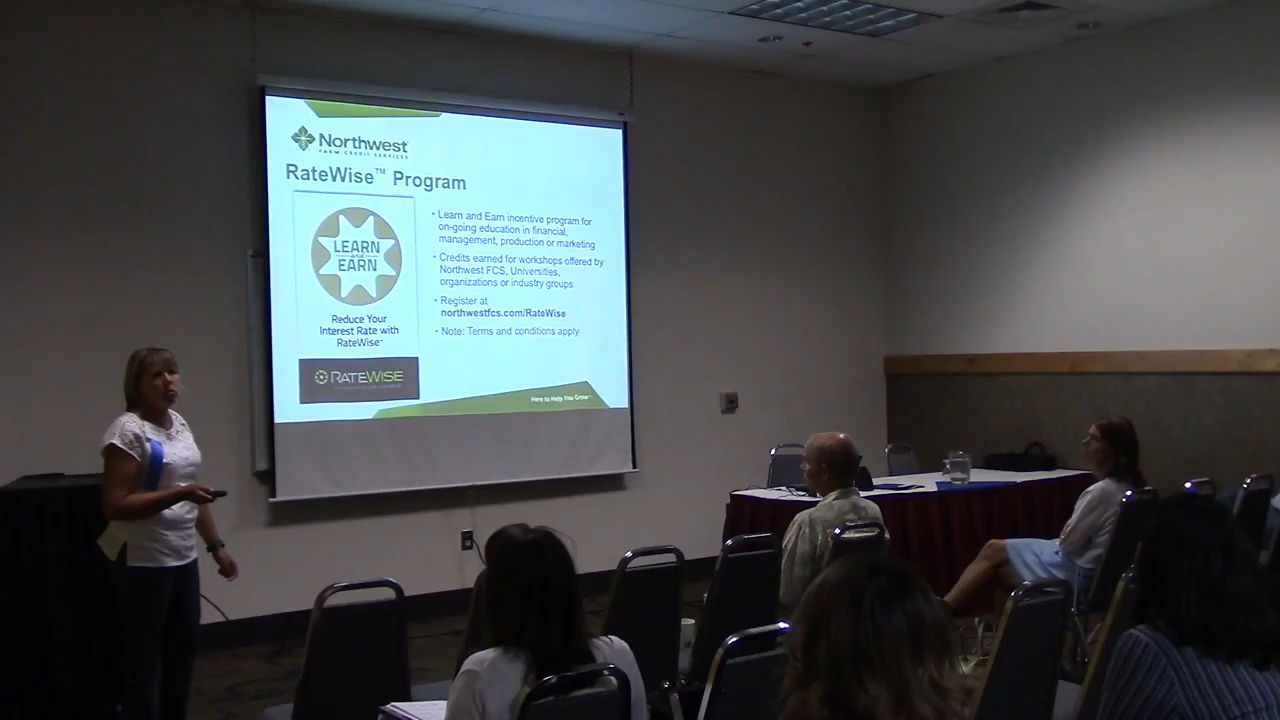 Northwest
FARM CREDIT SERVICES
RateWise™ Program
LEARN
and
EARN
Reduce Your
Interest Rate with
RateWise™
RATEWISE
• Learn and Earn incentive program for
on-going education in financial,
management, production or marketing
• Credits earned for workshops offered by
Northwest FCS, Universities,
organizations or industry groups
• Register at
northwestfcs.com/RateWise
• Note: Terms and conditions apply
Here to Help You Grow™